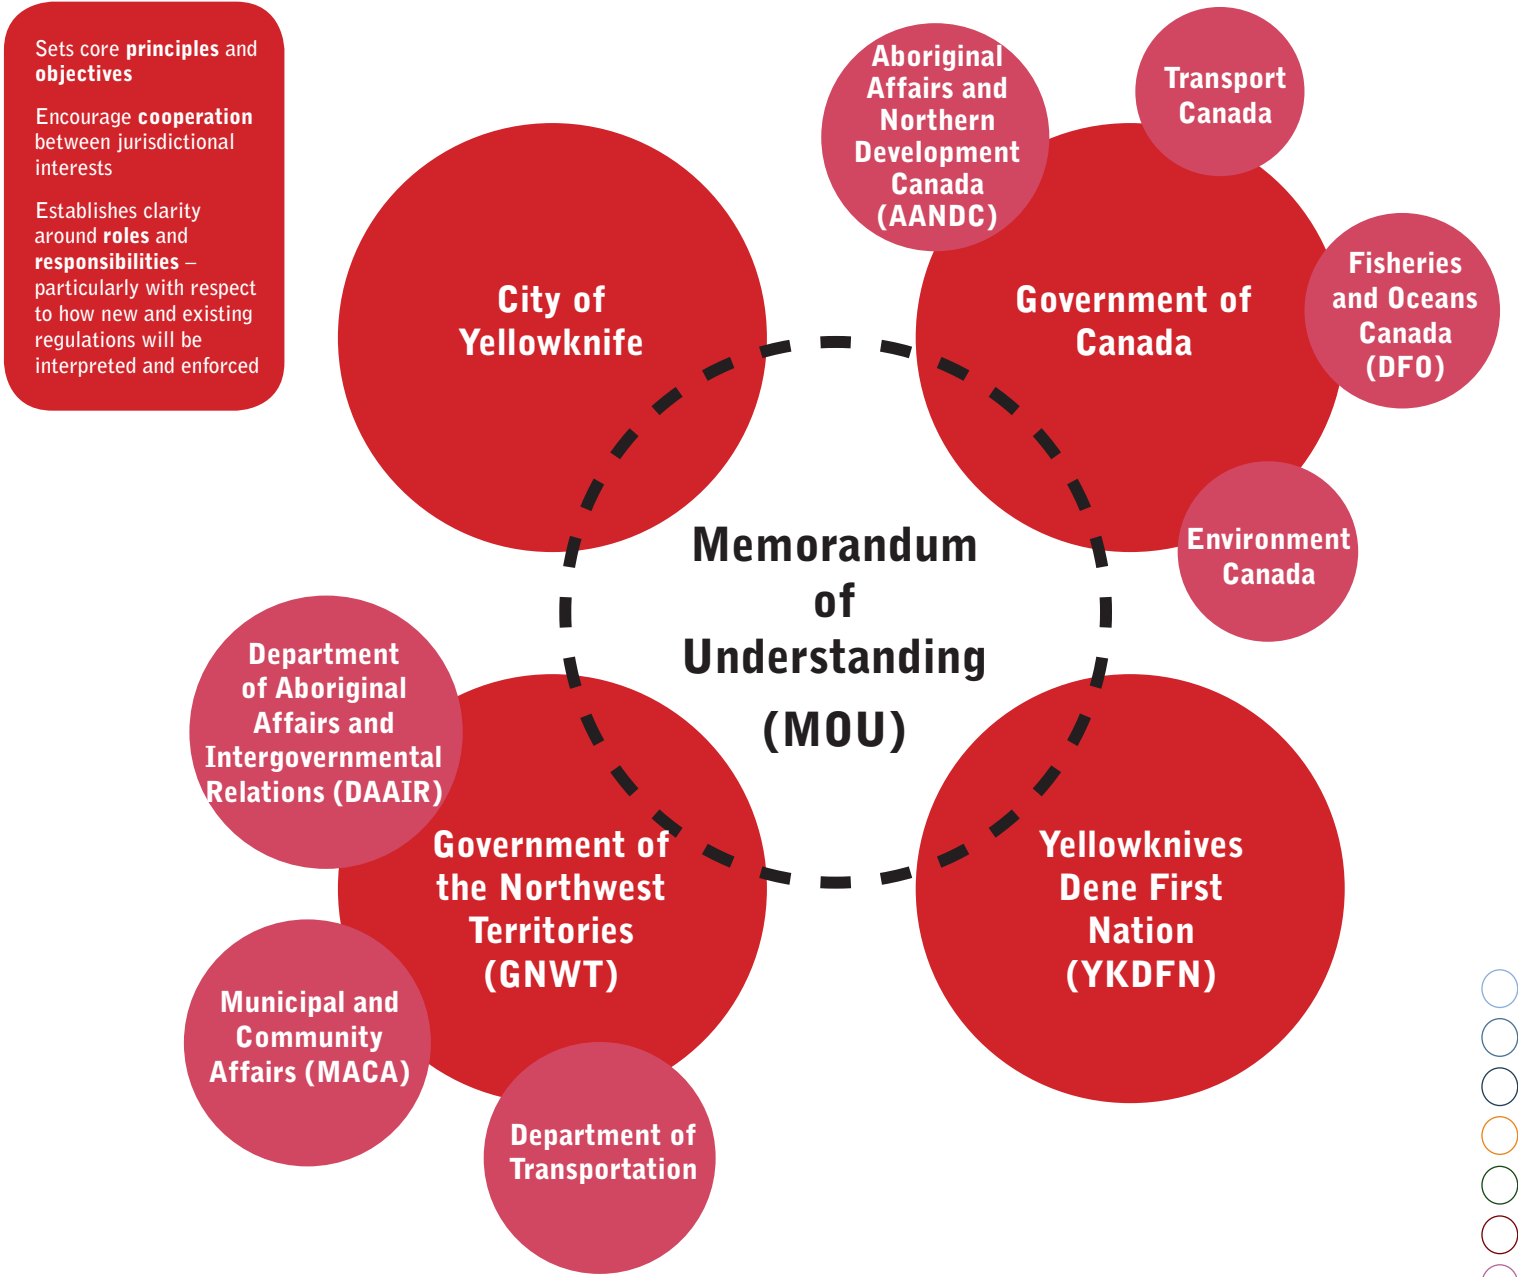 Sets core principles and
objectives
Encourage cooperation
between jurisdictional
interests
Establishes clarity
around roles and
responsibilities –
particularly with respect
to how new and existing
regulations will be
interpreted and enforced
City of
Yellowknife
Aboriginal
Affairs and
Northern
Development
Canada
(AANDC)
Transport
Canada
Government of
Canada
Fisheries
and Oceans
Canada
(DFO)
Environment
Canada
Memorandum
of
Understanding
(MOU)
Department
of Aboriginal
Affairs and
Intergovernmental
Relations (DAAIR)
Government of
the Northwest
Territories
(GNWT)
Municipal and
Community
Affairs (MACA)
Department of
Transportation
Yellowknives
Dene First
Nation
(YKDFN)